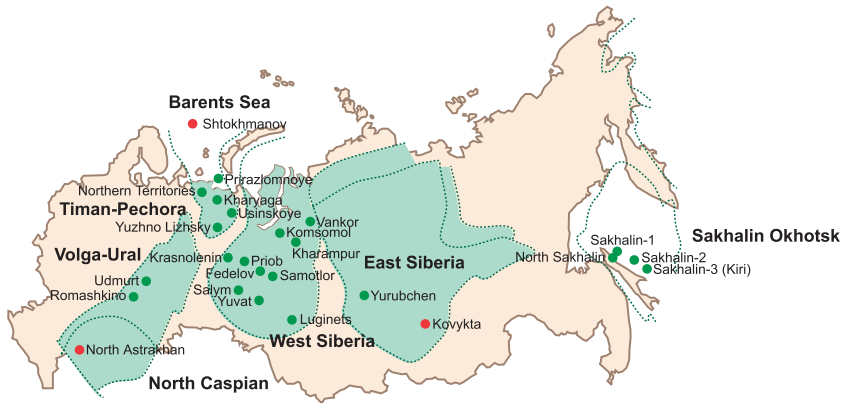 Barents Sea
Shtokhmanov
Prirazlomnoye
Northern Territories
Kharyaga
Timan-Pechora
Usinskoye
Yuzhno Lizhsky
Vankor
Komsomol
Sakhalin Okhotsk
Sakhalin-1
Volga-Ural
Krasnolenin
Priob
Kharampur
North Sakhalin
Sakhalin-2
East Siberia
Sakhalin-3 (Kiri)
Fedelov
Samotlor
Udmurt
Salym
Romashkino
Yuvat
Yurubchen
Luginets
Kovykta
West Siberia
North Astrakhan
North Caspian